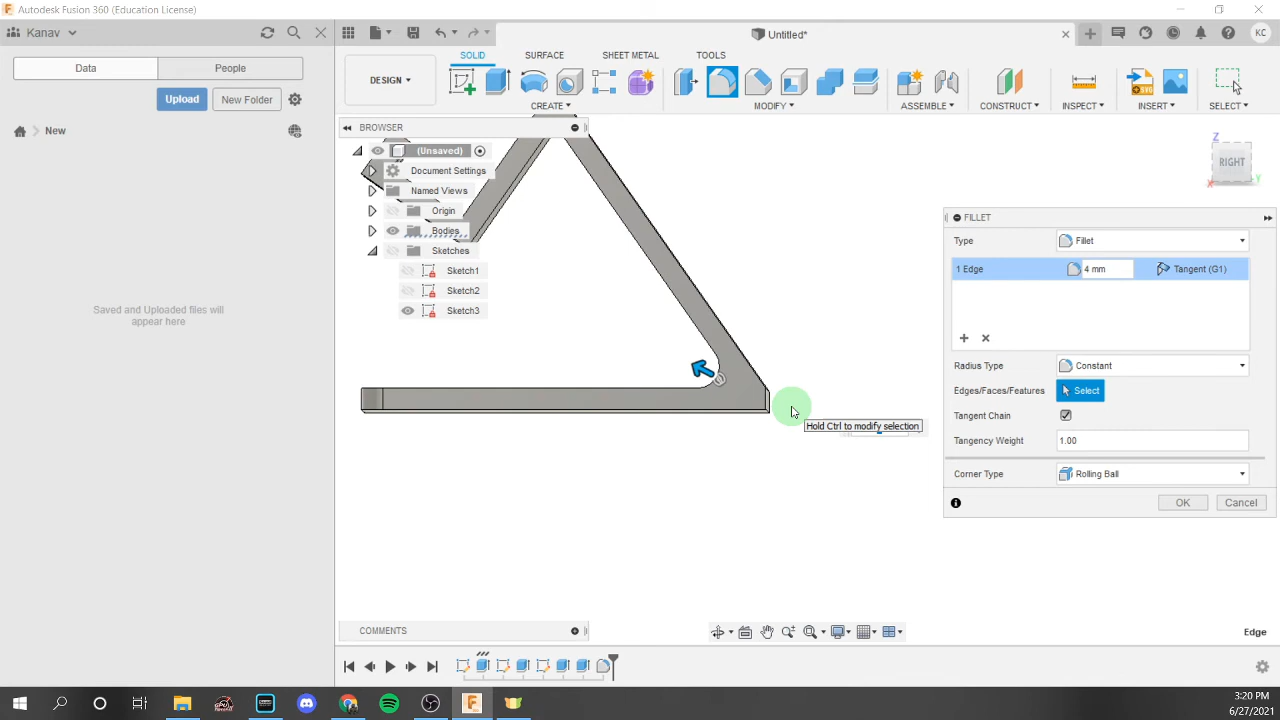 Autodesk Fusion 360 (Education License)
Kanav
Untitled*
KC
Data
People
Upload
New Folder
New
Saved and Uploaded files will
appear here
DESIGN
SOLID
SURFACE
SHEET METAL
TOOLS
CREATE
MODIFY
ASSEMBLE
CONSTRUCT
INSPECT
INSERT
SELECT
BROWSER
(Unsaved)
Document Settings
Named Views
Origin
Bodies
Sketches
Sketch1
Sketch2
Sketch3
Z
RIGHT
X
Y
FILLET
Type
Fillet
1 Edge
4 mm
Tangent (G1)
Radius Type
Constant
Edges/Faces/Features
Select
Tangent Chain
Tangency Weight
1.00
Corner Type
Rolling Ball
OK
Cancel
Hold Ctrl to modify selection
COMMENTS
Edge
3:20 PM
6/27/2021